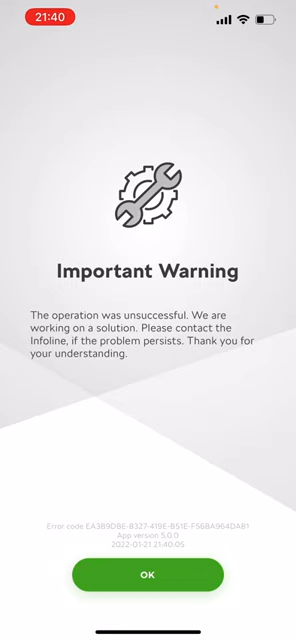 21:40
Important Warning
The operation was unsuccessful. We are
working on a solution. Please contact the
Infoline, if the problem persists. Thank you for
your understanding.
Error code EA3B9DBE-8327-419E-B51E-F56BA964DAB1
App version 5.0.0
2022-01-21 21:40:05
OK